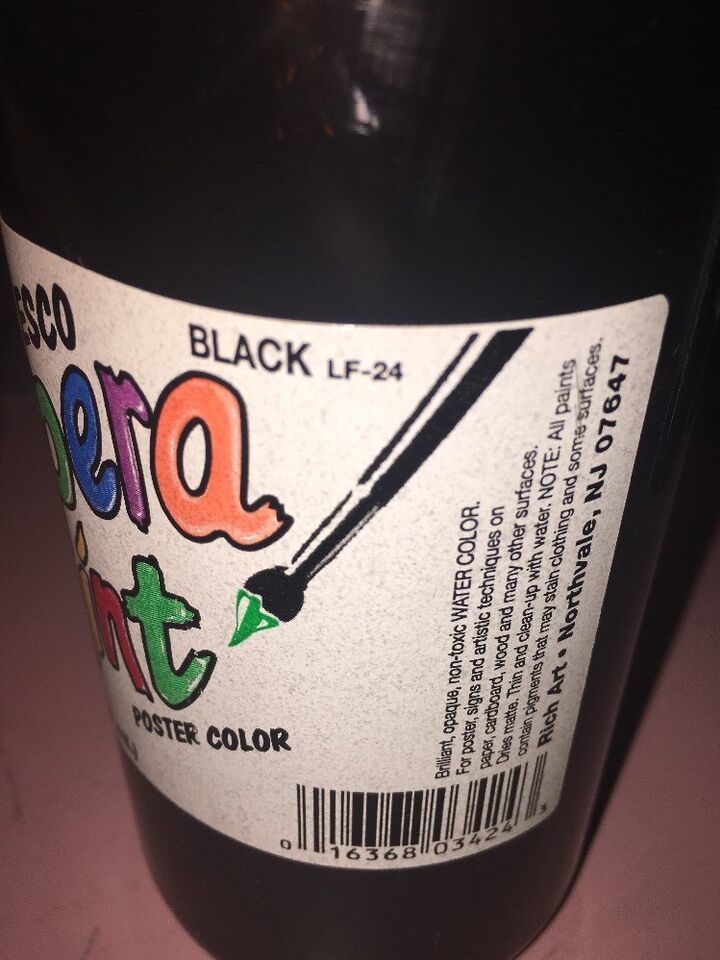 ESCO
BLACK LF-24
pera
int
POSTER COLOR
Brilliant, opaque, non-toxic WATER COLOR.
For poster, signs and artistic techniques on
paper, cardboard, wood and many other surfaces.
Dries matte. Thin and clean-up with water. NOTE: All paints
contain pigments that may stain clothing and some surfaces.
Rich Art • Northvale, NJ 07647
0 16368 03424 3